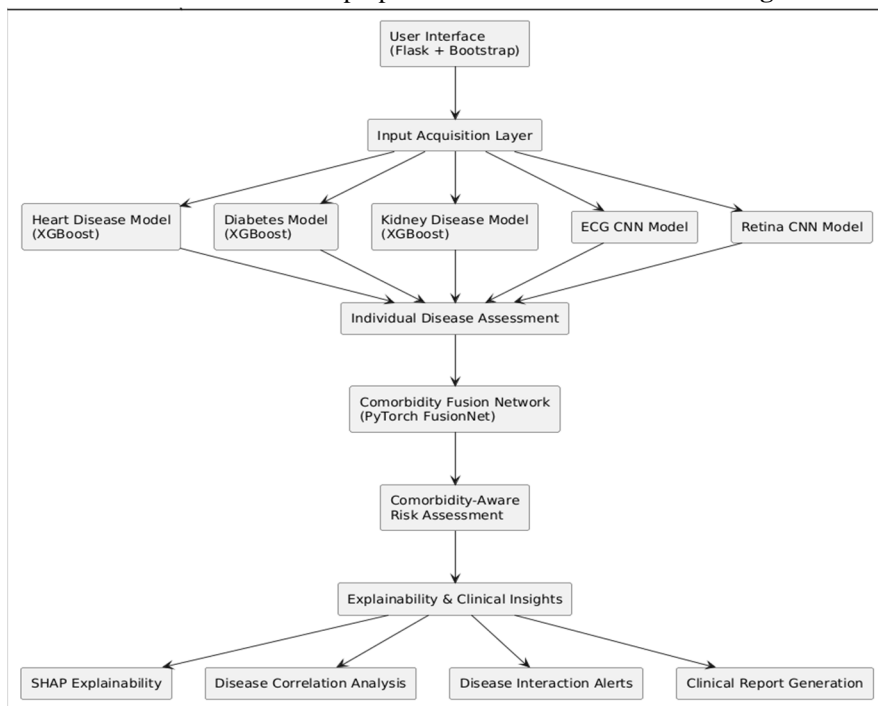 User Interface
(Flask + Bootstrap)
Input Acquisition Layer
Heart Disease Model
(XGBoost)
Diabetes Model
(XGBoost)
Kidney Disease Model
(XGBoost)
ECG CNN Model
Retina CNN Model
Individual Disease Assessment
Comorbidity Fusion Network
(PyTorch FusionNet)
Comorbidity-Aware
Risk Assessment
Explainability & Clinical Insights
SHAP Explainability
Disease Correlation Analysis
Disease Interaction Alerts
Clinical Report Generation